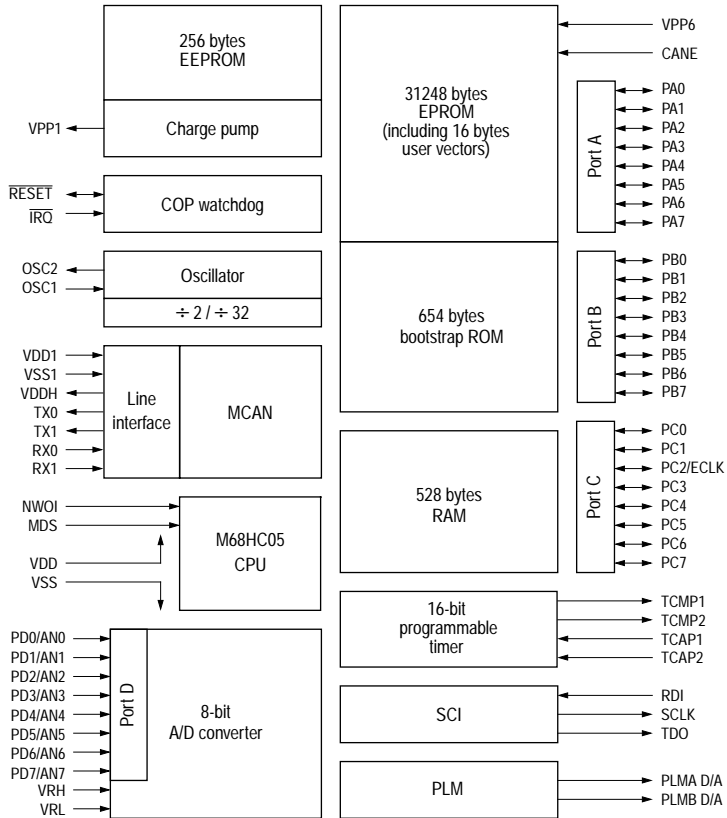 256 bytes
EEPROM
Charge pump
VPP1
RESET
IRQ
COP watchdog
OSC2
OSC1
Oscillator
÷ 2 / ÷ 32
VDD1
VSS1
VDDH
TX0
TX1
RX0
RX1
Line
interface
MCAN
NWOI
MDS
VDD
VSS
M68HC05
CPU
PD0/AN0
PD1/AN1
PD2/AN2
PD3/AN3
PD4/AN4
PD5/AN5
PD6/AN6
PD7/AN7
VRH
VRL
Port D
8-bit
A/D converter
31248 bytes
EPROM
(including 16 bytes
user vectors)
654 bytes
bootstrap ROM
528 bytes
RAM
16-bit
programmable
timer
SCI
PLM
VPP6
CANE
Port A
PA0
PA1
PA2
PA3
PA4
PA5
PA6
PA7
Port B
PB0
PB1
PB2
PB3
PB4
PB5
PB6
PB7
Port C
PC0
PC1
PC2/ECLK
PC3
PC4
PC5
PC6
PC7
TCMP1
TCMP2
TCAP1
TCAP2
RDI
SCLK
TDO
PLMA D/A
PLMB D/A